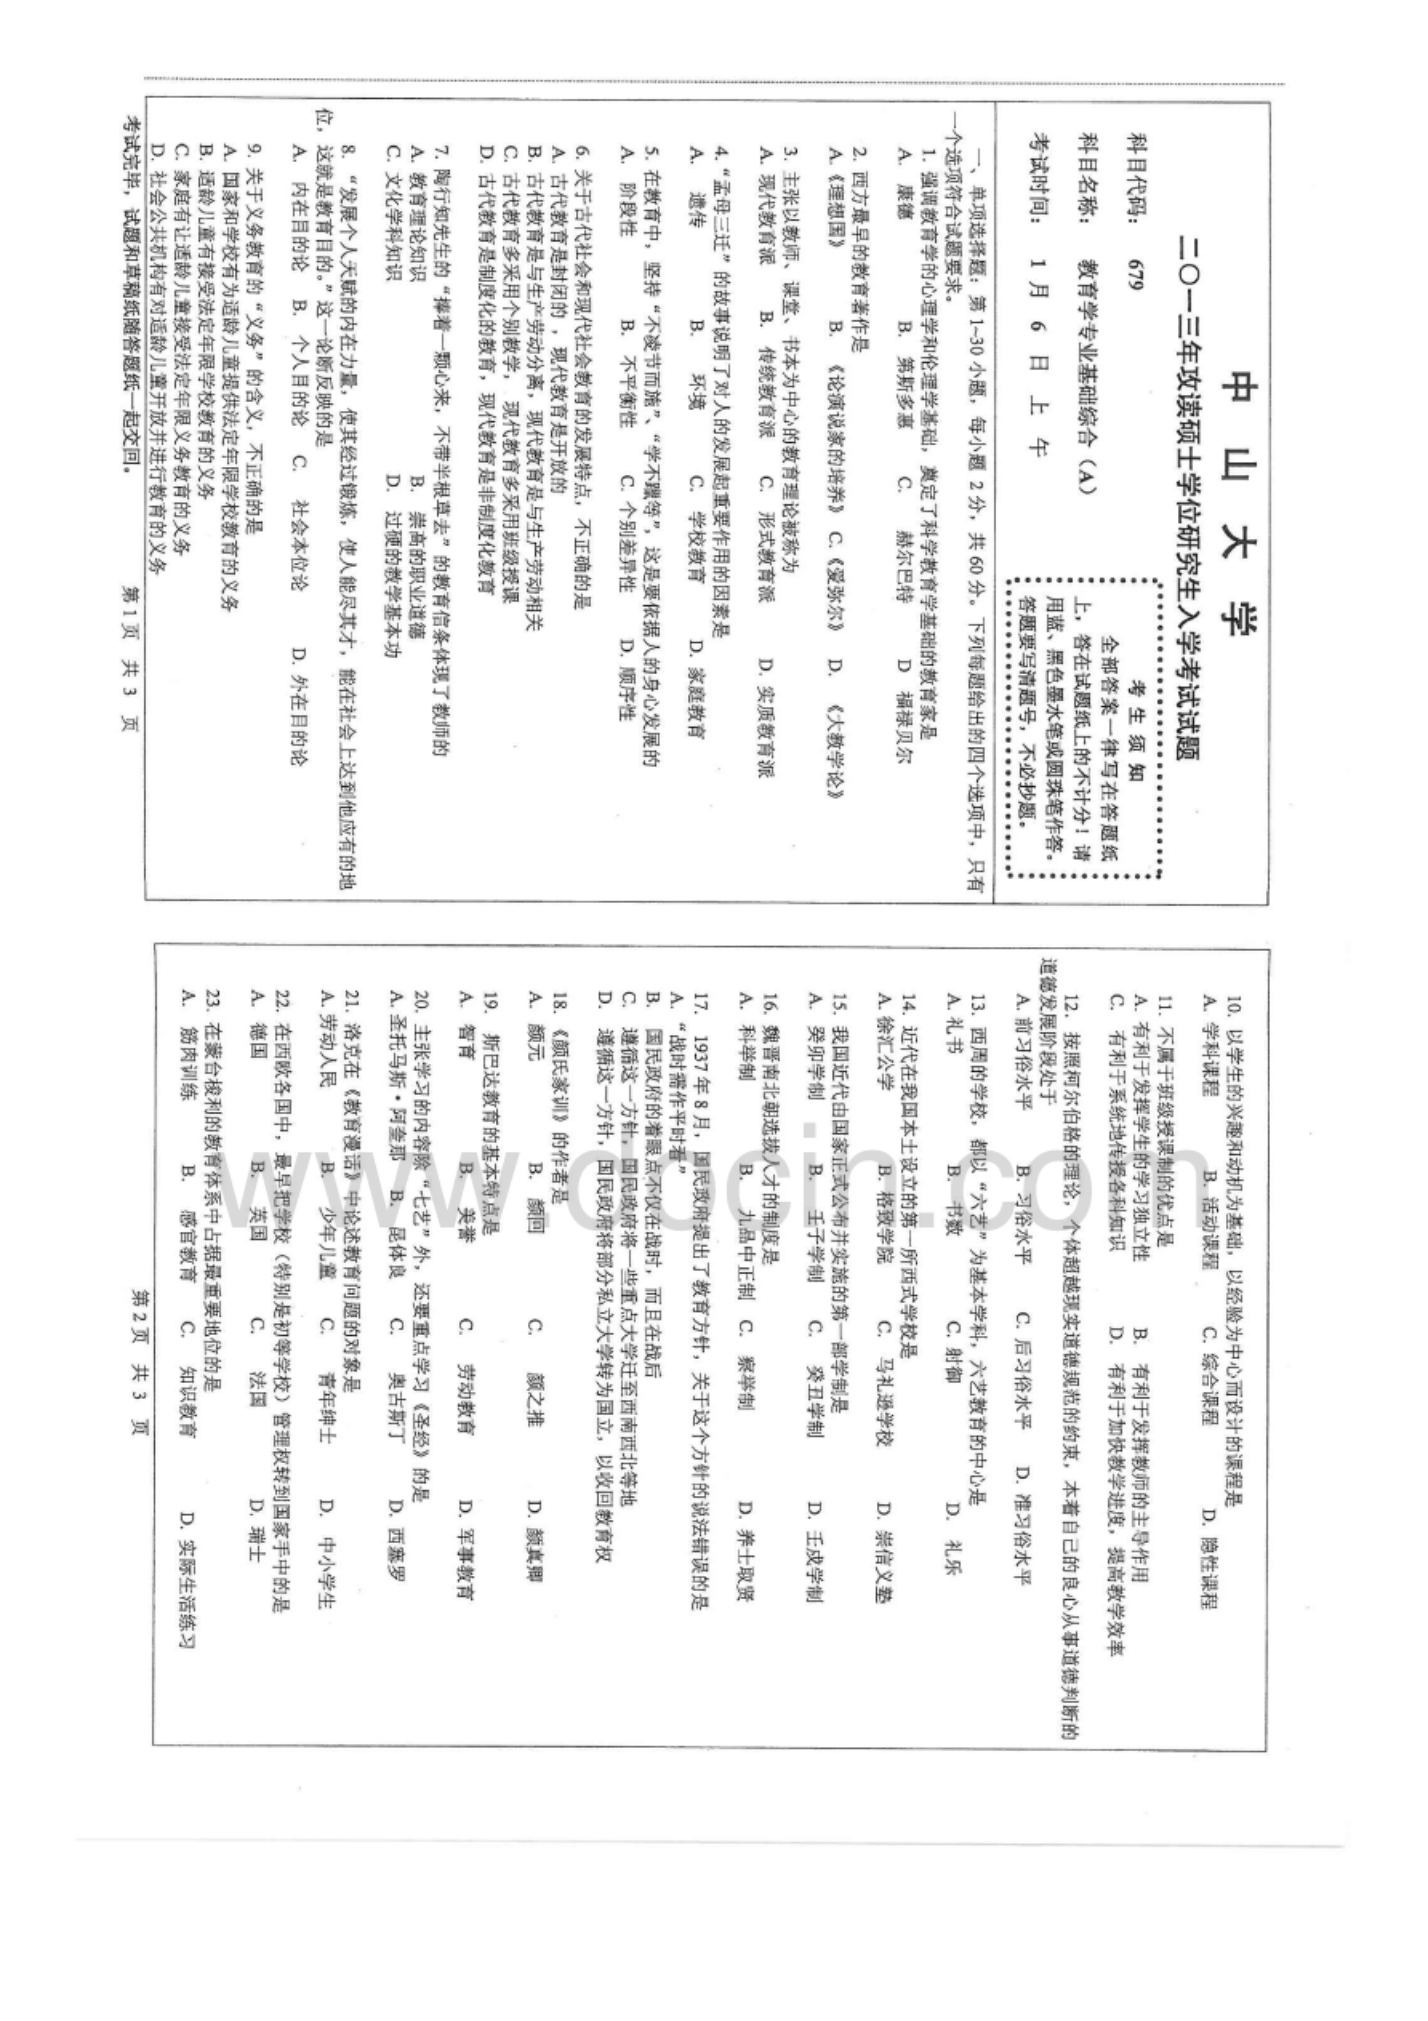 中 山 大 学
二〇一三年攻读硕士学位研究生入学考试试题
科目代码： 679
科目名称： 教育学专业基础综合（A）
考试时间： 1 月 6 日 上 午
考 生 须 知
全部答案一律写在答题纸
上，答在试题纸上的不计分！请
用蓝、黑色墨水笔或圆珠笔作答。
答题要写清题号，不必抄题。
一、单项选择题：第 1~30 小题，每小题 2 分，共 60 分。下列每题给出的四个选项中，只有
一个选项符合试题要求。
1. 强调教育学的心理学和伦理学基础，奠定了科学教育学基础的教育家是
A. 康德 B. 第斯多惠 C. 赫尔巴特 D 福禄贝尔
2. 西方最早的教育著作是
A.《理想国》 B. 《论演说家的培养》 C.《爱弥尔》 D. 《大教学论》
3. 主张以教师、课堂、书本为中心的教育理论被称为
A. 现代教育派 B. 传统教育派 C. 形式教育派 D. 实质教育派
4. “孟母三迁”的故事说明了对人的发展起重要作用的因素是
A. 遗传 B. 环境 C. 学校教育 D. 家庭教育
5. 在教育中，坚持“不凌节而施”、“学不躐等”，这是要依据人的身心发展的
A. 阶段性 B. 不平衡性 C. 个别差异性 D. 顺序性
6. 关于古代社会和现代社会教育的发展特点，不正确的是
A. 古代教育是封闭的，现代教育是开放的
B. 古代教育是与生产劳动分离，现代教育是与生产劳动相关
C. 古代教育多采用个别教学，现代教育多采用班级授课
D. 古代教育是制度化的教育，现代教育是非制度化教育
7. 陶行知先生的“捧着一颗心来，不带半根草去”的教育信条体现了教师的
A. 教育理论知识 B. 崇高的职业道德
C. 文化学科知识 D. 过硬的教学基本功
8. “发展个人天赋的内在力量，使其经过锻炼，使人能尽其才，能在社会上达到他应有的地
位，这就是教育目的。”这一论断反映的是
A. 内在目的论 B. 个人目的论 C. 社会本位论 D. 外在目的论
9. 关于义务教育的“义务”的含义，不正确的是
A. 国家和学校有为适龄儿童提供法定年限学校教育的义务
B. 适龄儿童有接受法定年限学校教育的义务
C. 家庭有让适龄儿童接受法定年限义务教育的义务
D. 社会公共机构有对适龄儿童开放并进行教育的义务
考试完毕，试题和草稿纸随答题纸一起交回。 第 1 页 共 3 页
10. 以学生的兴趣和动机为基础，以经验为中心而设计的课程是
A. 学科课程 B. 活动课程 C. 综合课程 D. 隐性课程
11. 不属于班级授课制的优点是
A. 有利于发挥学生的学习独立性 B. 有利于发挥教师的主导作用
C. 有利于系统地传授各科知识 D. 有利于加快教学进度，提高教学效率
12. 按照柯尔伯格的理论，个体超越现实道德规范的约束，本着自己的良心从事道德判断的
道德发展阶段处于
A. 前习俗水平 B. 习俗水平 C. 后习俗水平 D. 准习俗水平
13. 西周的学校，都以“六艺”为基本学科，六艺教育的中心是
A. 礼书 B. 书数 C. 射御 D. 礼乐
14. 近代在我国本土设立的第一所西式学校是
A. 徐汇公学 B. 格致学院 C. 马礼逊学校 D. 崇信义塾
15. 我国近代由国家正式公布并实施的第一部学制是
A. 癸卯学制 B. 壬子学制 C. 癸丑学制 D. 壬戌学制
16. 魏晋南北朝选拔人才的制度是
A. 科举制 B. 九品中正制 C. 察举制 D. 养士取贤
17. 1937 年 8 月，国民政府提出了教育方针，关于这个方针的说法错误的是
A. “战时需作平时看”
B. 国民政府的着眼点不仅在战时，而且在战后
C. 遵循这一方针，国民政府将一些重点大学迁至西南西北等地
D. 遵循这一方针，国民政府将部分私立大学转为国立，以收回教育权
18.《颜氏家训》的作者是
A. 颜元 B. 颜回 C. 颜之推 D. 颜真卿
19. 斯巴达教育的基本特点是
A. 智育 B. 美誉 C. 劳动教育 D. 军事教育
20. 主张学习的内容除“七艺”外，还要重点学习《圣经》的是
A. 圣托马斯·阿奎那 B. 昆体良 C. 奥古斯丁 D. 西塞罗
21. 洛克在《教育漫话》中论述教育问题的对象是
A. 劳动人民 B. 少年儿童 C. 青年绅士 D. 中小学生
22. 在西欧各国中，最早把学校（特别是初等学校）管理权转到国家手中的是
A. 德国 B. 英国 C. 法国 D. 瑞士
23. 在蒙台梭利的教育体系中占据最重要地位的是
A. 筋肉训练 B. 感官教育 C. 知识教育 D. 实际生活练习
第 2 页 共 3 页
www.docin.com